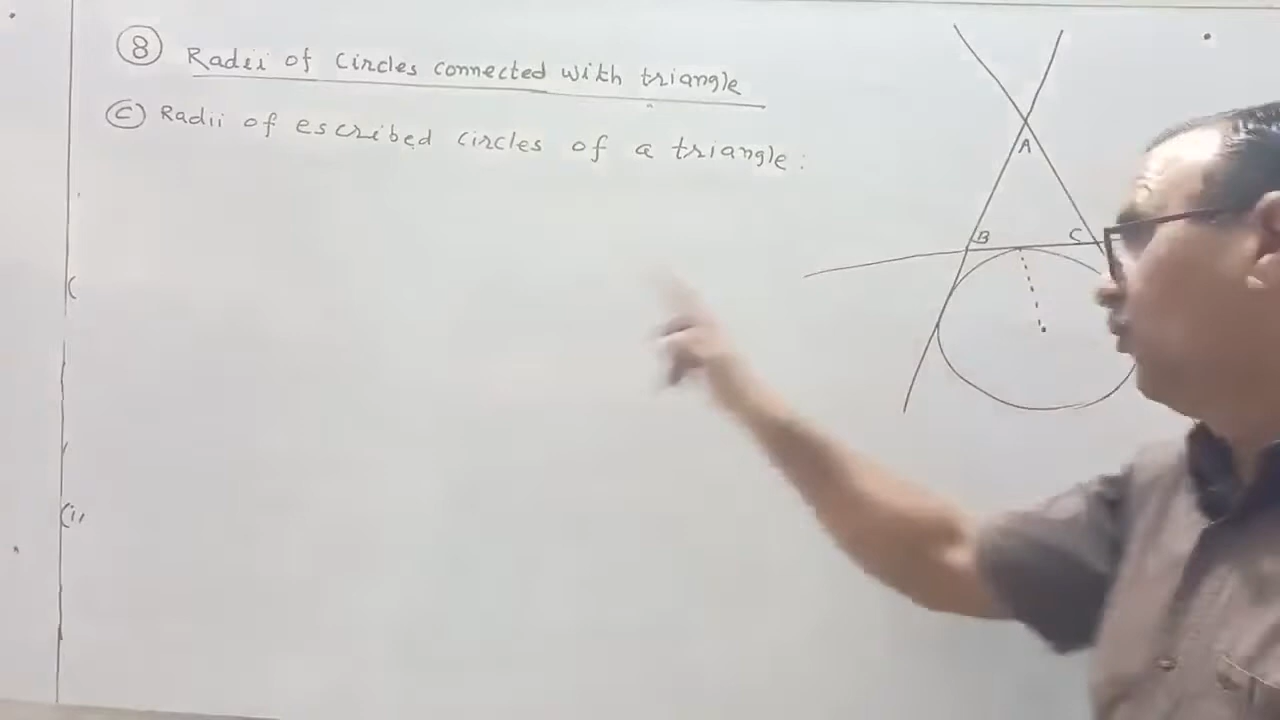 8 Radii of Circles connected with triangle
C Radii of escribed circles of a triangle :
A
B C
(
(ii